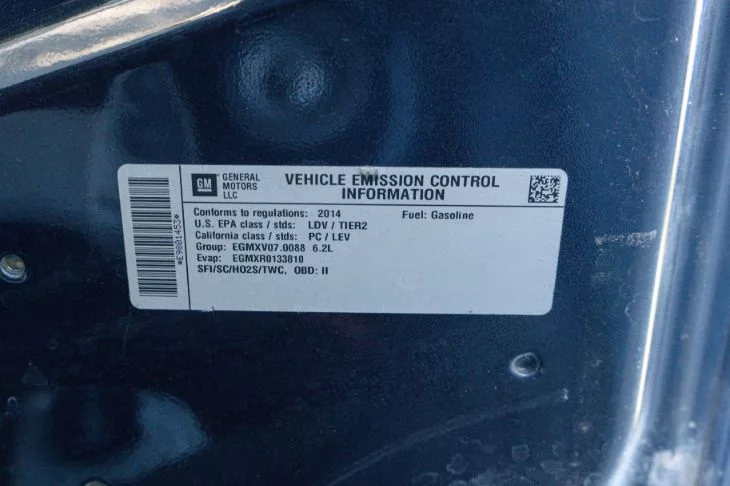 GM
GENERAL
MOTORS
LLC
VEHICLE EMISSION CONTROL
INFORMATION
Conforms to regulations: 2014 Fuel: Gasoline
U.S. EPA class / stds: LDV / TIER2
California class / stds: PC / LEV
Group: EGMXV07.0088 6.2L
Evap: EGMXR0133810
SFI/SC/HO2S/TWC, OBD: II
*E9801453*